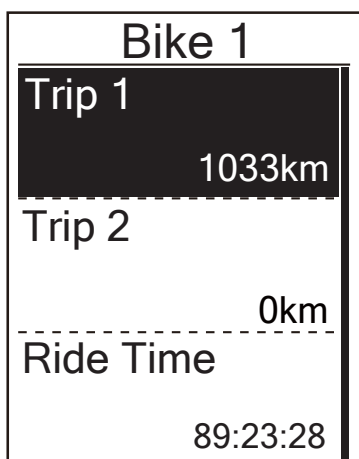 Bike 1
Trip 1
1033km
Trip 2
0km
Ride Time
89:23:28